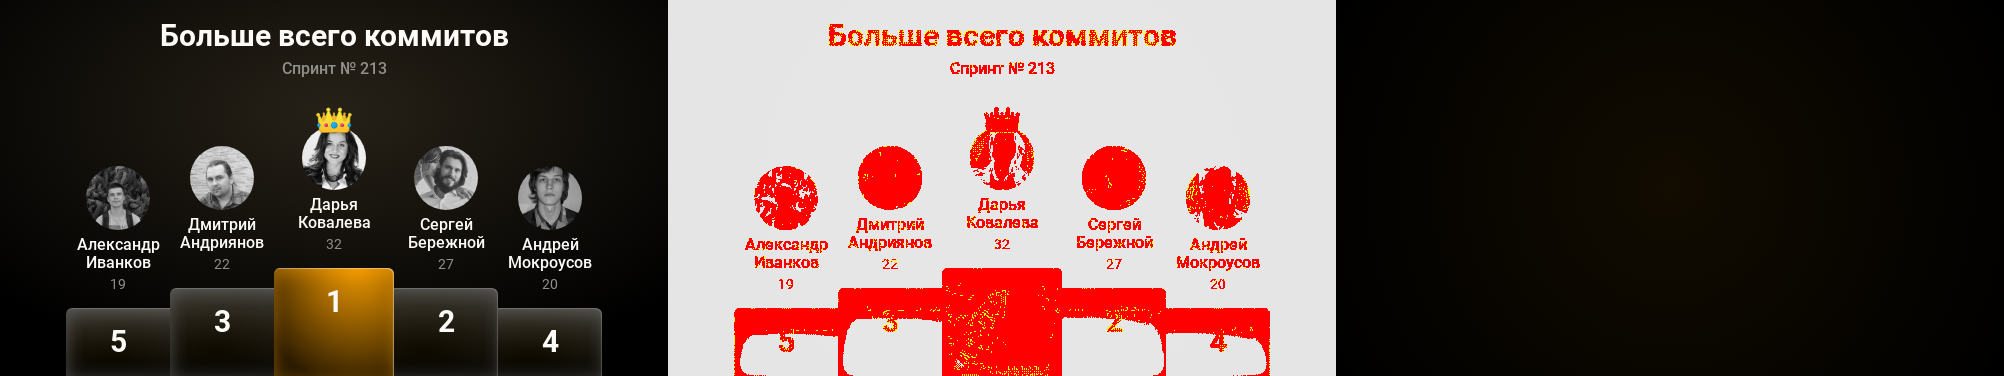 Больше всего коммитов
Спринт № 213
Дарья
Ковалева
32
Дмитрий
Андриянов
22
Сергей
Бережной
27
Александр
Иванков
19
Андрей
Мокроусов
20
1
3
2
5
4
Больше всего коммитов
Спринт № 213
Дарья
Ковалева
32
Дмитрий
Андриянов
22
Сергей
Бережной
27
Александр
Иванков
19
Андрей
Мокроусов
20
3
2
5
4